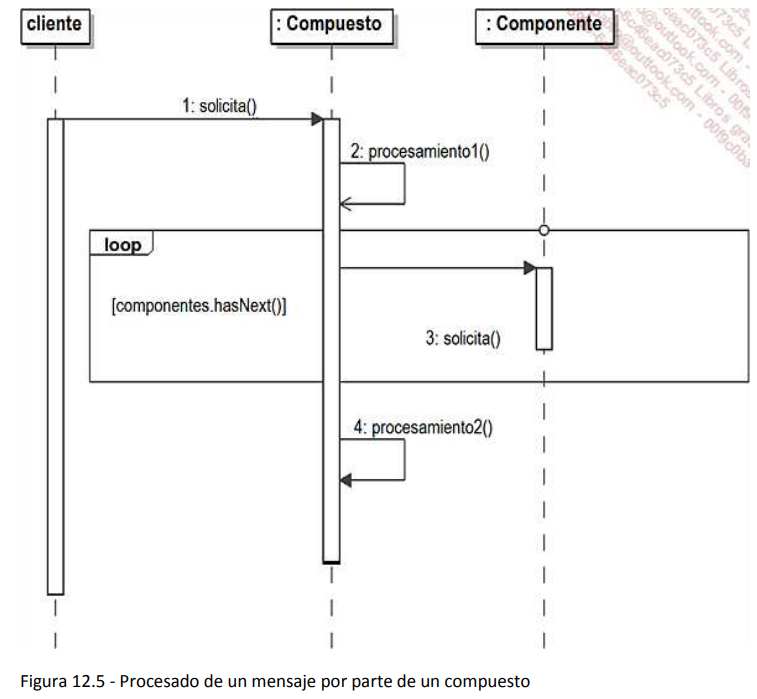 cliente
: Compuesto
: Componente
1: solicita()
2: procesamiento1()
loop
[componentes.hasNext()]
3: solicita()
4: procesamiento2()
Figura 12.5 - Procesado de un mensaje por parte de un compuesto